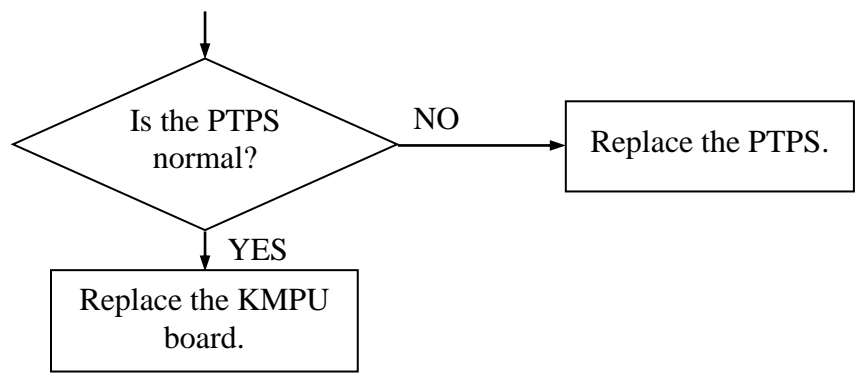 Is the PTPS
normal?
NO
Replace the PTPS.
YES
Replace the KMPU
board.